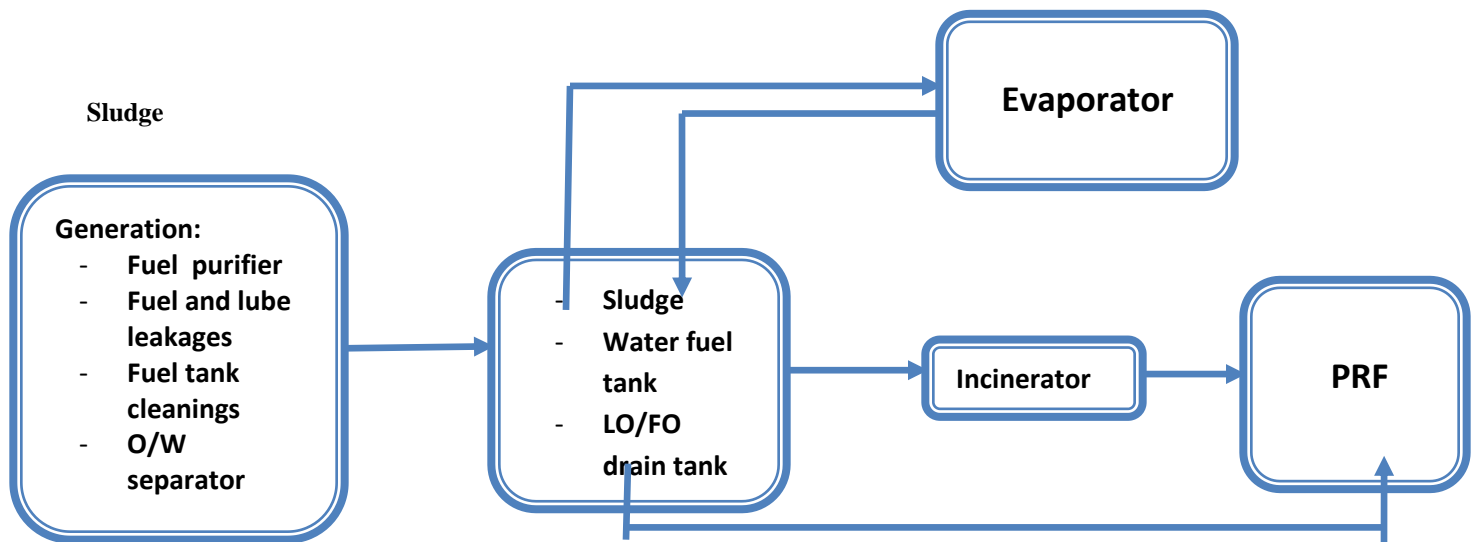 Sludge
Generation:
- Fuel purifier
- Fuel and lube
leakages
- Fuel tank
cleanings
- O/W
separator
- Sludge
- Water fuel
tank
- LO/FO
drain tank
Evaporator
Incinerator
PRF